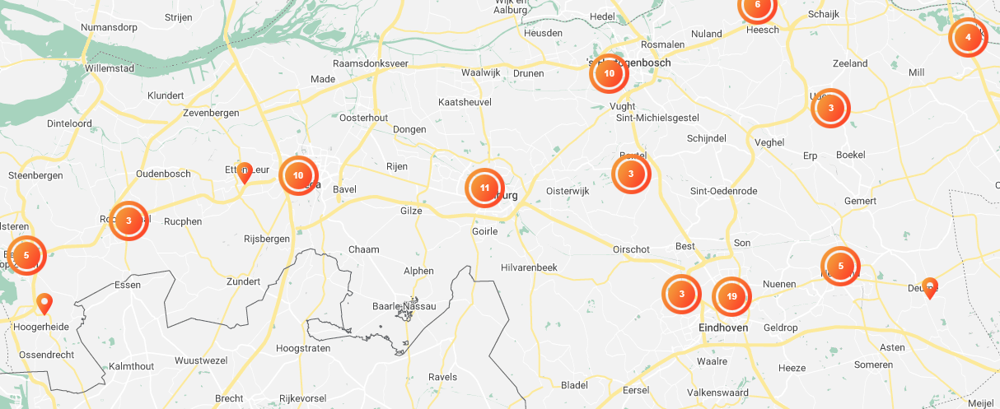 Wijk en
Aalburg
Strijen
Hedel
6
Schaijk
Numansdorp
Heusden
Nuland
Heesch
4
Rosmalen
Willemstad
Raamsdonksveer
Zeeland
Waalwijk
Drunen
10
Mill
Made
Klundert
Kaatsheuvel
Vught
3
Zevenbergen
Oosterhout
Sint-Michielsgestel
Dinteloord
Dongen
Schijndel
Veghel
Erp
Boekel
Rijen
Steenbergen
Oudenbosch
10
3
Bavel
11
Oisterwijk
Sint-Oedenrode
Gemert
Gilze
3
Rucphen
Goirle
Rijsbergen
Chaam
Oirschot
Best
Son
5
Alphen
Hilvarenbeek
5
Essen
Zundert
Nuenen
3
19
Baarle-Nassau
Hoogerheide
Eindhoven
Geldrop
Hoogstraten
Asten
Ossendrecht
Kalmthout
Wuustwezel
Waalre
Heeze
Someren
Ravels
Bladel
Eersel
Valkenswaard
Brecht
Rijkevorsel
Meijel